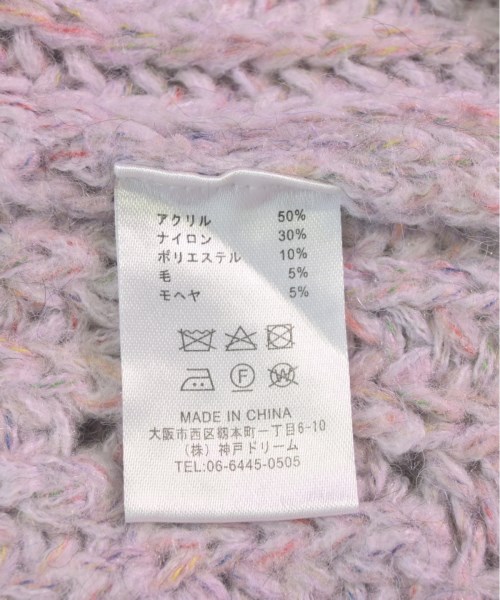 アクリル 50%
ナイロン 30%
ポリエステル 10%
毛 5%
モヘヤ 5%
F W
MADE IN CHINA
大阪市西区靱本町一丁目6-10
（株）神戸ドリーム
TEL:06-6445-0505